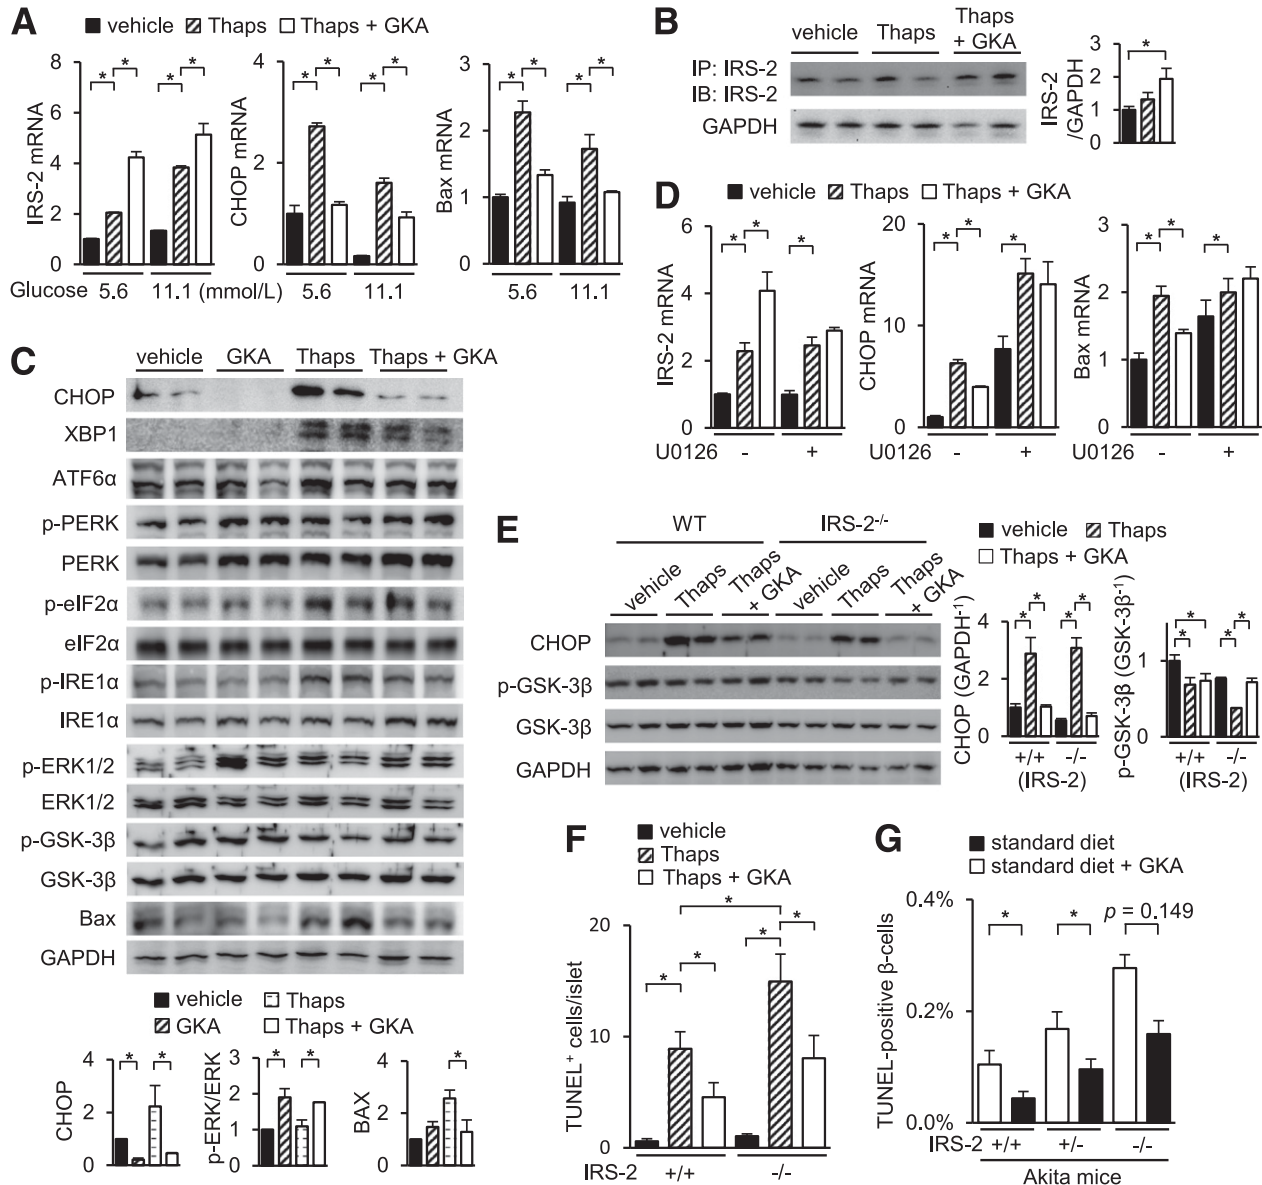 A
vehicle Thaps Thaps + GKA
IRS-2 mRNA
8
6
4
2
0
* * * *
CHOP mRNA
4
2
0
* * * *
Bax mRNA
3
2
1
0
* * * *
Glucose 5.6 11.1 (mmol/L) 5.6 11.1 5.6 11.1
B
vehicle Thaps Thaps
+ GKA
IP: IRS-2
IB: IRS-2
GAPDH
IRS-2
/GAPDH
3
2
1
0
*
C
vehicle GKA Thaps Thaps + GKA
CHOP
XBP1
ATF6α
p-PERK
PERK
p-eIF2α
eIF2α
p-IRE1α
IRE1α
p-ERK1/2
ERK1/2
p-GSK-3β
GSK-3β
Bax
GAPDH
vehicle Thaps
GKA Thaps + GKA
CHOP
4
2
0
* *
p-ERK/ERK
3
2
1
0
* *
BAX
4
2
0
*
D
vehicle Thaps Thaps + GKA
IRS-2 mRNA
6
4
2
0
* * *
U0126 - +
CHOP mRNA
20
10
0
* * *
U0126 - +
Bax mRNA
3
2
1
0
* * *
U0126 - +
E
WT IRS-2-/-
vehicle Thaps Thaps
+ GKA vehicle Thaps Thaps
+ GKA
CHOP
p-GSK-3β
GSK-3β
GAPDH
vehicle Thaps
Thaps + GKA
CHOP (GAPDH-1)
4
2
0
* * * *
+/+ -/-
(IRS-2)
p-GSK-3β (GSK-3β-1)
1
0
* * * *
+/+ -/-
(IRS-2)
F
vehicle
Thaps
Thaps + GKA
TUNEL+ cells/islet
20
10
0
* * * * *
IRS-2 +/+ -/-
G
standard diet
standard diet + GKA
TUNEL-positive β-cells
0.4%
0.2%
0.0%
* * p = 0.149
IRS-2 +/+ +/- -/-
Akita mice